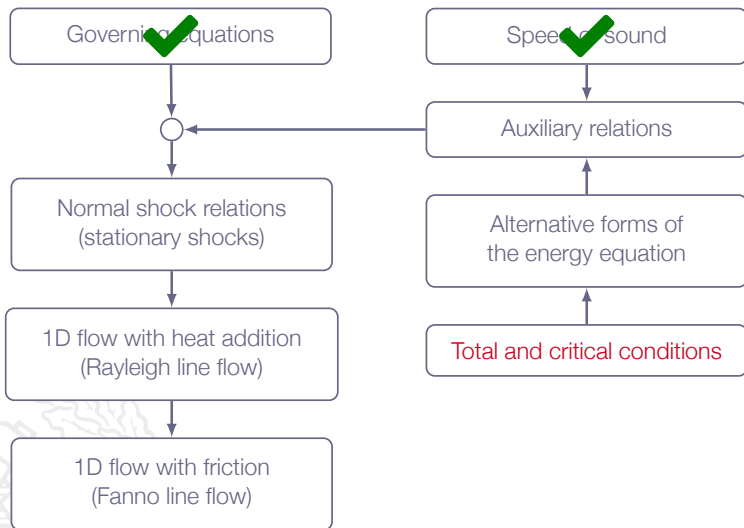 Governing equations
Speed of sound
Auxiliary relations
Normal shock relations
(stationary shocks)
Alternative forms of
the energy equation
1D flow with heat addition
(Rayleigh line flow)
Total and critical conditions
1D flow with friction
(Fanno line flow)